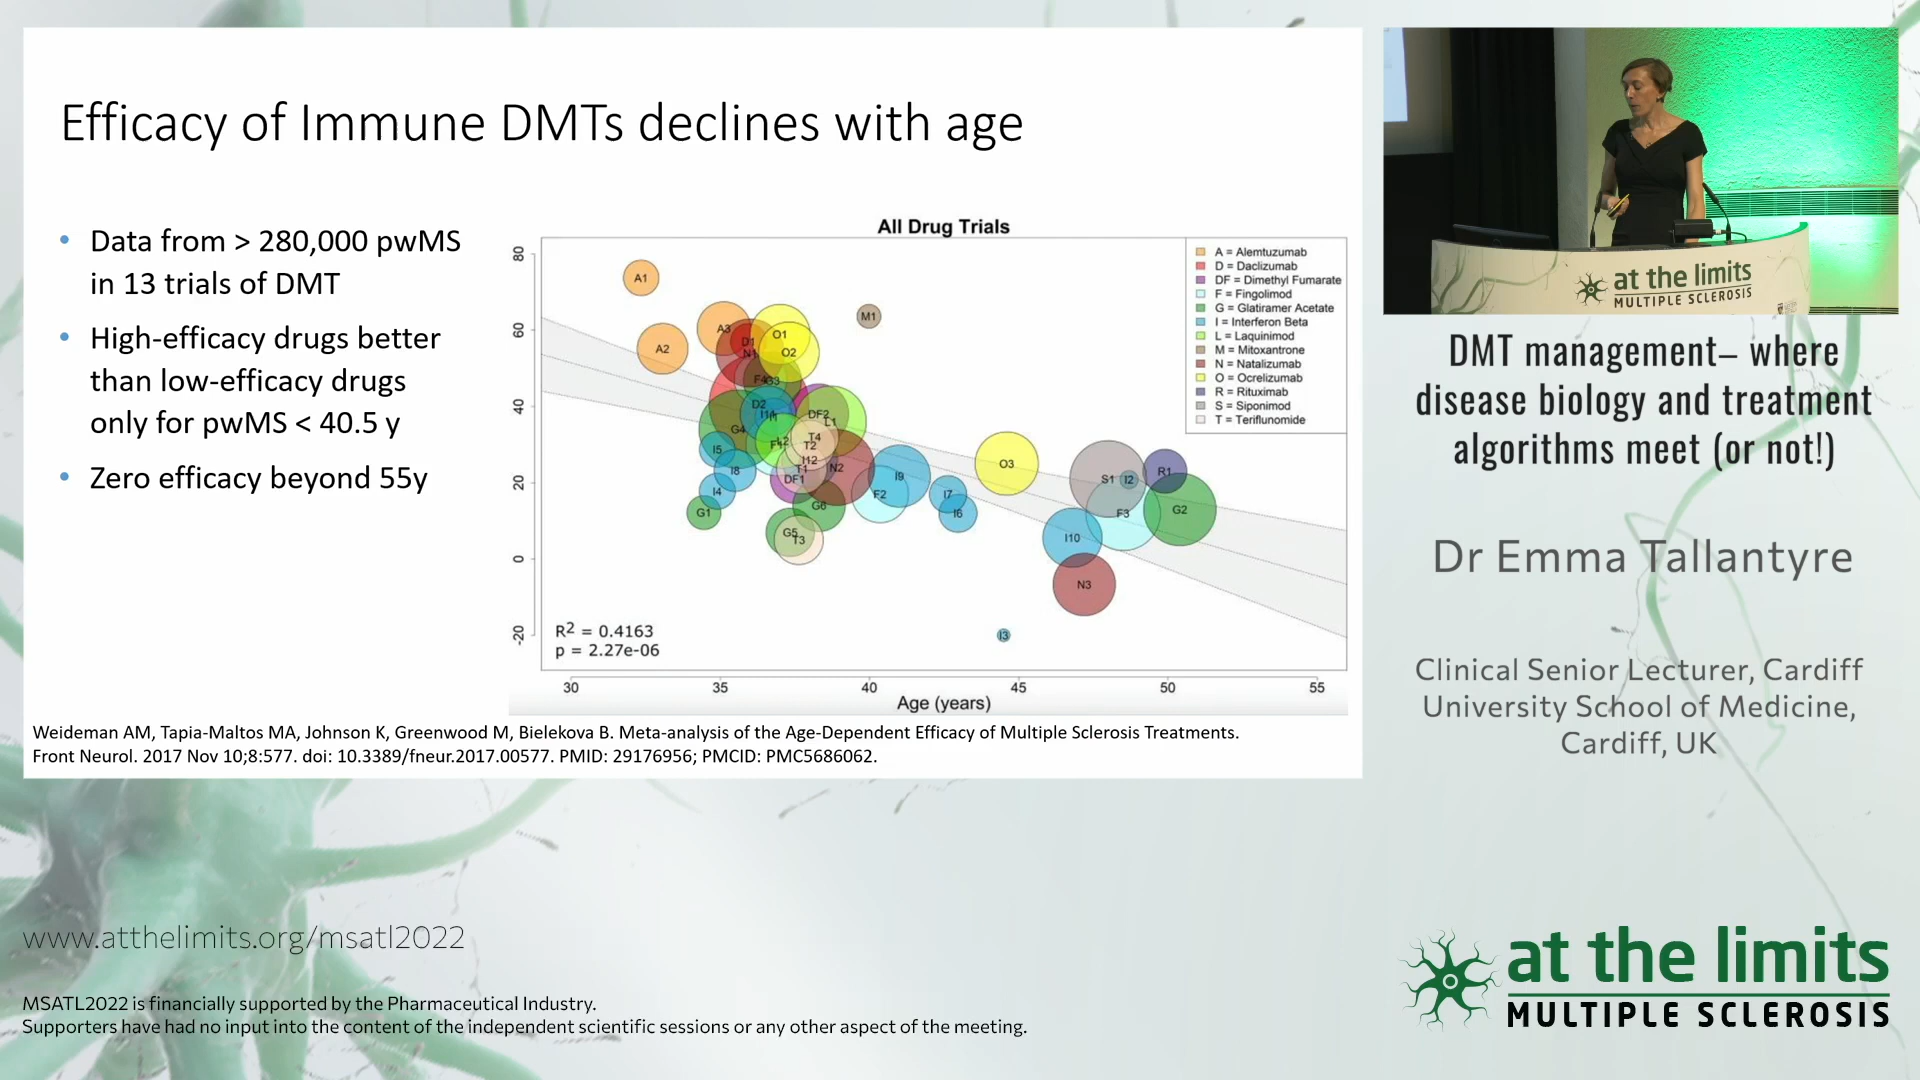 Efficacy of Immune DMTs declines with age
• Data from > 280,000 pwMS
in 13 trials of DMT
• High-efficacy drugs better
than low-efficacy drugs
only for pwMS < 40.5 y
• Zero efficacy beyond 55y
All Drug Trials
80
60
40
20
0
-20
A1
A2
A3
O1
O2
D1
N1
M1
D2
G4
DF2
L1
F1
L2
T4
T2
I12
T1
N2
I5
I8
I4
G1
DF1
G6
G5
T3
F2
I9
I7
I6
O3
S1
I2
R1
F3
G2
I10
N3
I3
A = Alemtuzumab
D = Daclizumab
DF = Dimethyl Fumarate
F = Fingolimod
G = Glatiramer Acetate
I = Interferon Beta
L = Laquinimod
M = Mitoxantrone
N = Natalizumab
O = Ocrelizumab
R = Rituximab
S = Siponimod
T = Teriflunomide
R² = 0.4163
p = 2.27e-06
30 35 40 45 50 55
Age (years)
Weideman AM, Tapia-Maltos MA, Johnson K, Greenwood M, Bielekova B. Meta-analysis of the Age-Dependent Efficacy of Multiple Sclerosis Treatments.
Front Neurol. 2017 Nov 10;8:577. doi: 10.3389/fneur.2017.00577. PMID: 29176956; PMCID: PMC5686062.
at the limits
MULTIPLE SCLEROSIS
DMT management– where
disease biology and treatment
algorithms meet (or not!)
Dr Emma Tallantyre
Clinical Senior Lecturer, Cardiff
University School of Medicine,
Cardiff, UK
www.atthelimits.org/msatl2022
MSATL2022 is financially supported by the Pharmaceutical Industry.
Supporters have had no input into the content of the independent scientific sessions or any other aspect of the meeting.
at the limits
MULTIPLE SCLEROSIS